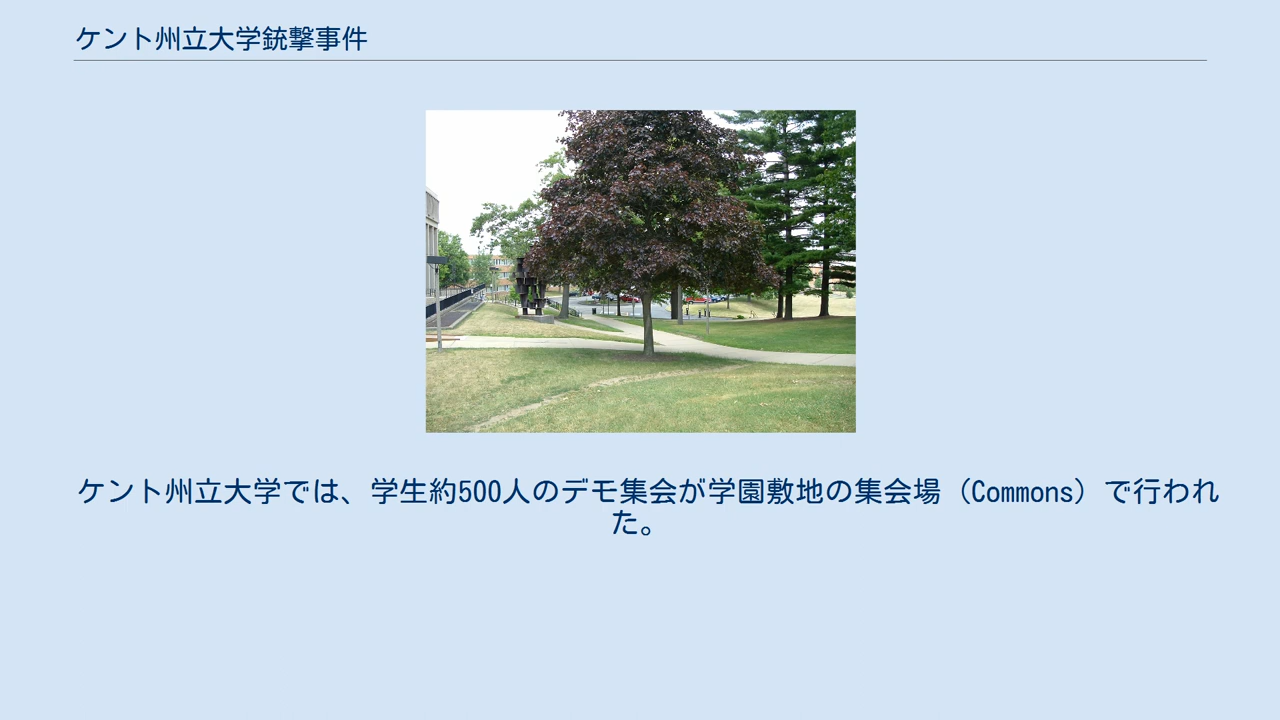 ケント州立大学銃撃事件
ケント州立大学では、学生約500人のデモ集会が学園敷地の集会場（Commons）で行われ
た。